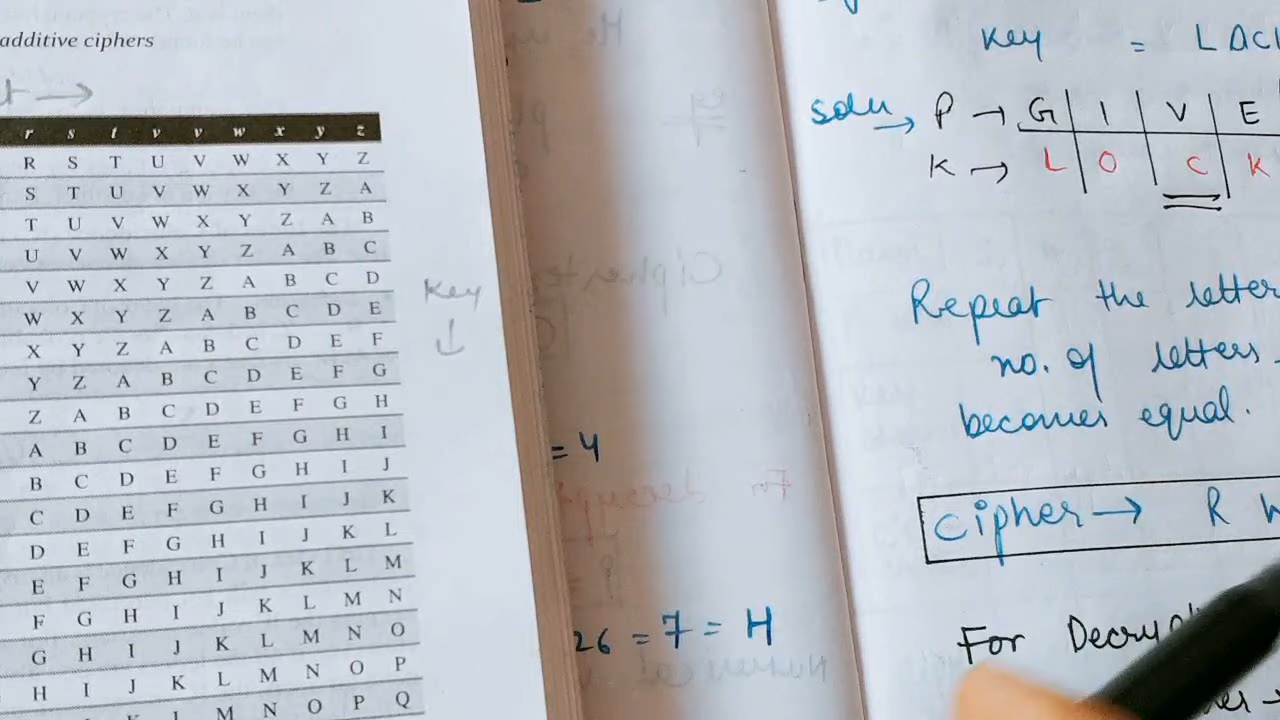 additive ciphers
r s t v v w x y z
R S T U V W X Y Z
S T U V W X Y Z A
T U V W X Y Z A B
U V W X Y Z A B C
V W X Y Z A B C D
W X Y Z A B C D E
X Y Z A B C D E F
Y Z A B C D E F G
Z A B C D E F G H
A B C D E F G H I
B C D E F G H I J
C D E F G H I J K
D E F G H I J K L
E F G H I J K L M
F G H I J K L M N
G H I J K L M N O
H I J K L M N O P
K L M N O P Q
Key
↓
= 4
26 = 7 = H
Key =
Soln → P → G I V E
K → L O C K
Repeat the letter
no. of letters
becomes equal.
Cipher → R
For